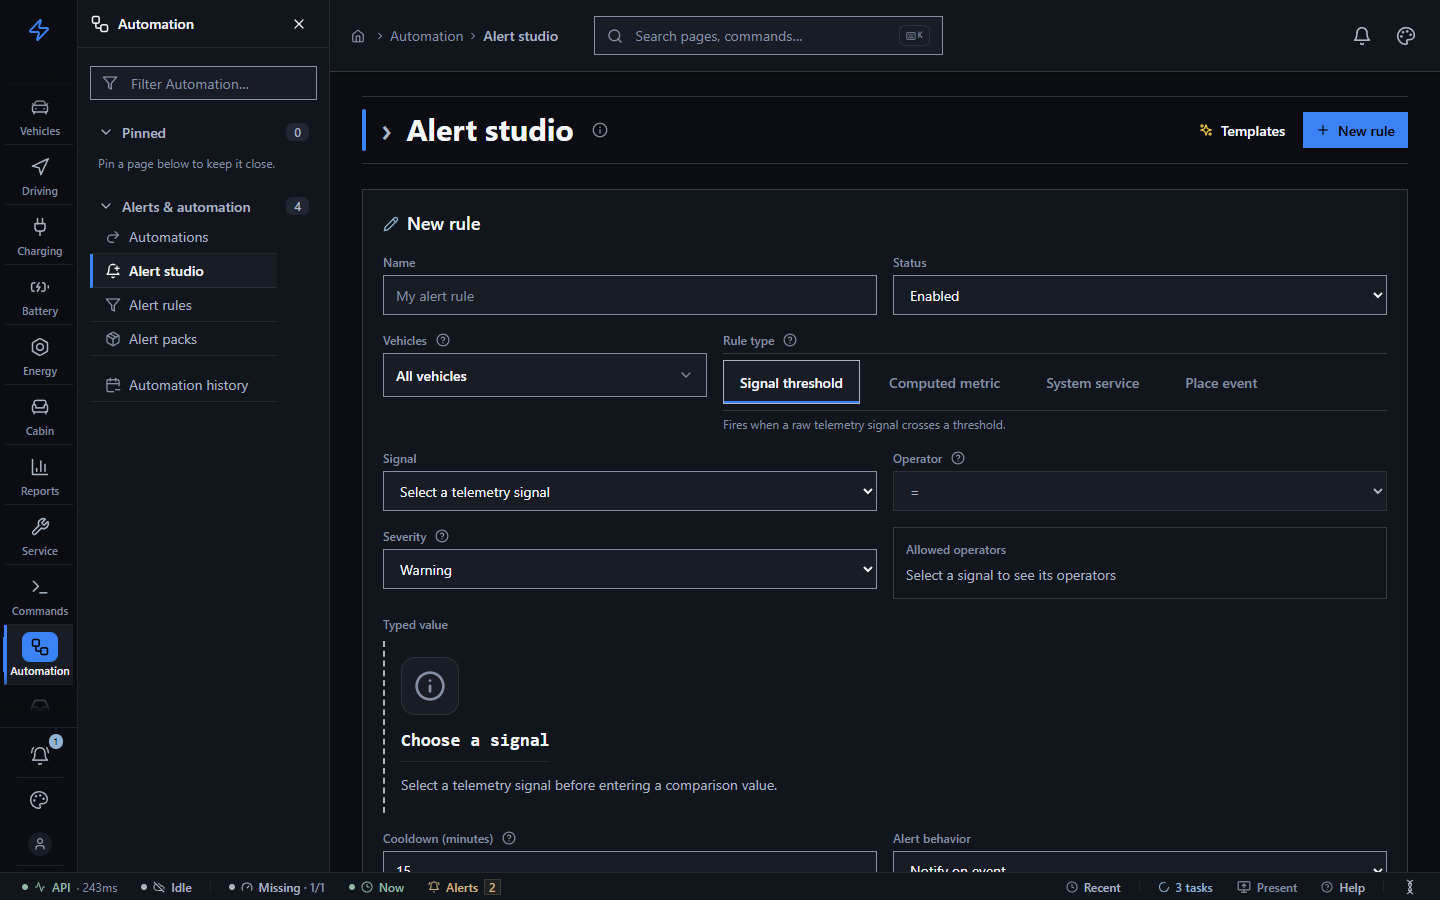 Automation
Filter Automation...
Pinned
0
Pin a page below to keep it close.
Alerts & automation
4
Automations
Alert studio
Alert rules
Alert packs
Automation history
Vehicles
Driving
Charging
Battery
Energy
Cabin
Reports
Service
Commands
Automation
1
Automation
Alert studio
Search pages, commands...
K
Alert studio
Templates
New rule
New rule
Name
Status
My alert rule
Enabled
Vehicles
Rule type
All vehicles
Signal threshold
Computed metric
System service
Place event
Fires when a raw telemetry signal crosses a threshold.
Signal
Operator
Select a telemetry signal
=
Severity
Warning
Allowed operators
Select a signal to see its operators
Typed value
Choose a signal
Select a telemetry signal before entering a comparison value.
Cooldown (minutes)
Alert behavior
15
Notify on event
API · 243ms
Idle
Missing · 1/1
Now
Alerts 2
Recent
3 tasks
Present
Help